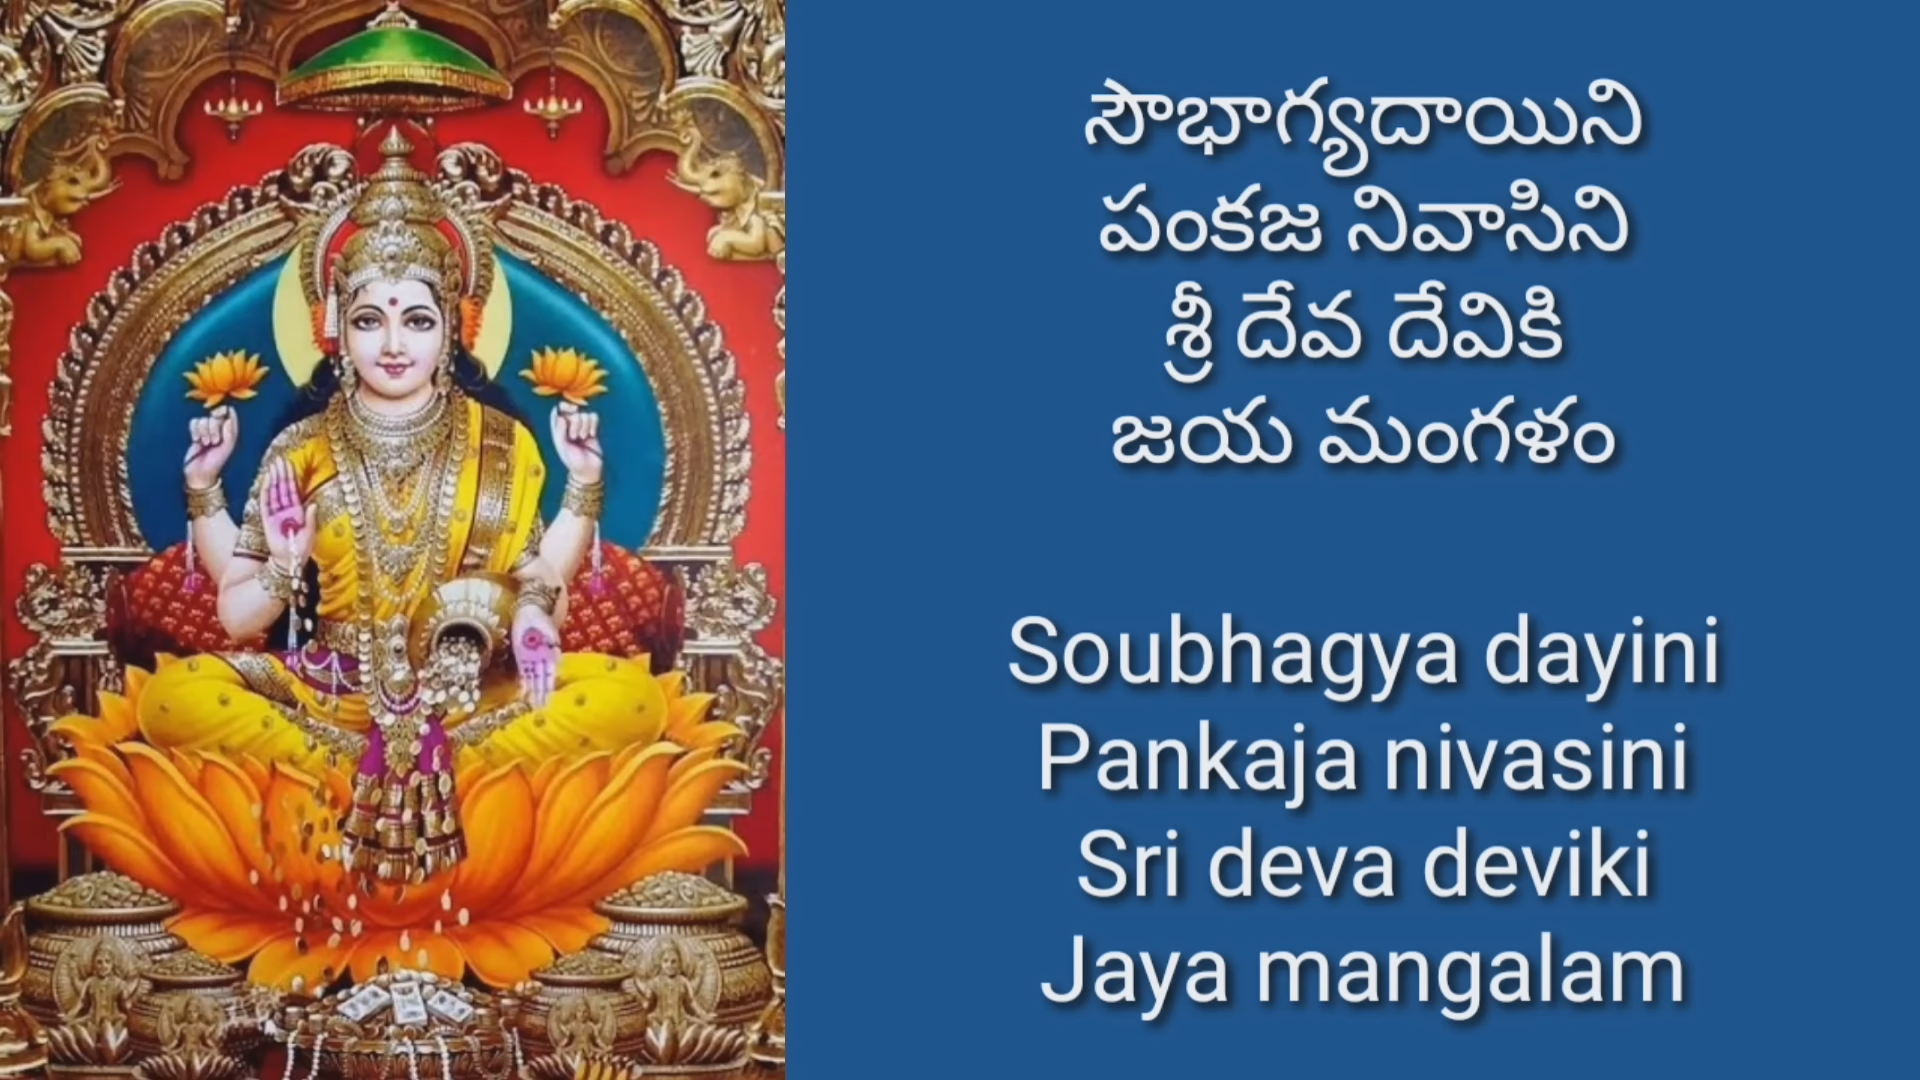 సౌభాగ్యదాయిని
పంకజ నివాసిని
శ్రీ దేవ దేవికి
జయ మంగళం
Soubhagya dayini
Pankaja nivasini
Sri deva deviki
Jaya mangalam